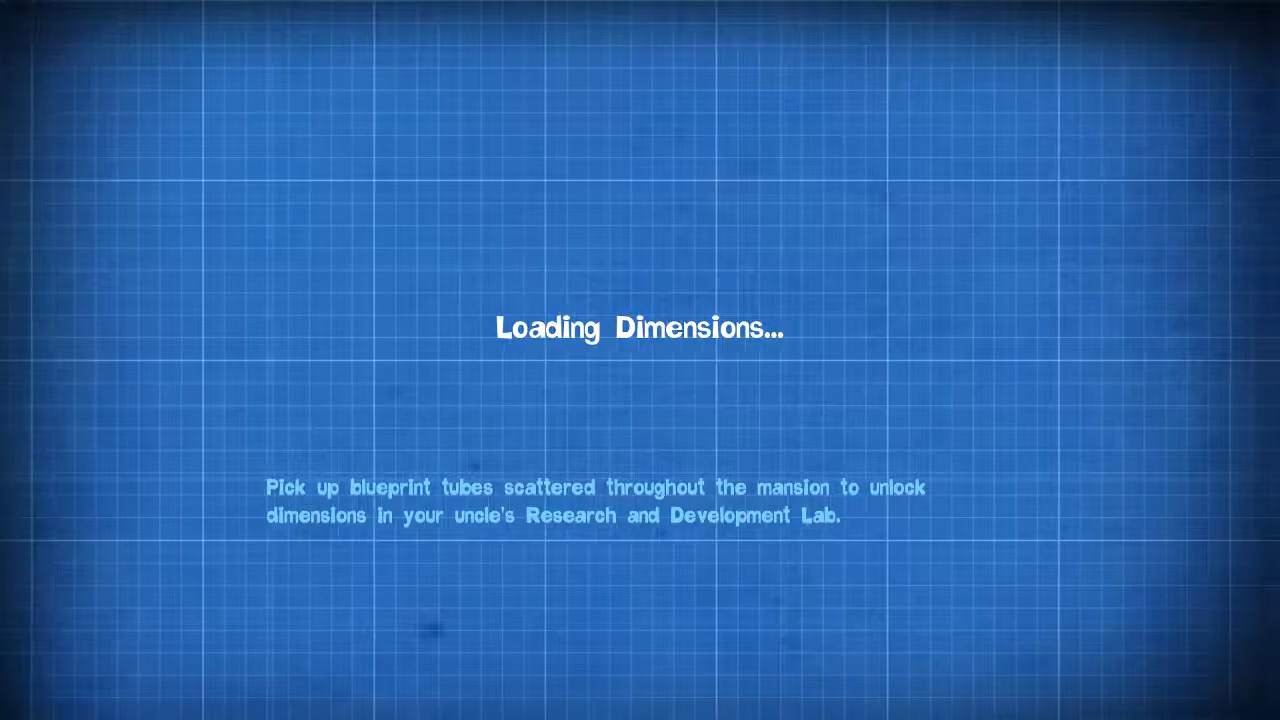 Loading Dimensions...
Pick up blueprint tubes scattered throughout the mansion to unlock
dimensions in your uncle's Research and Development Lab.